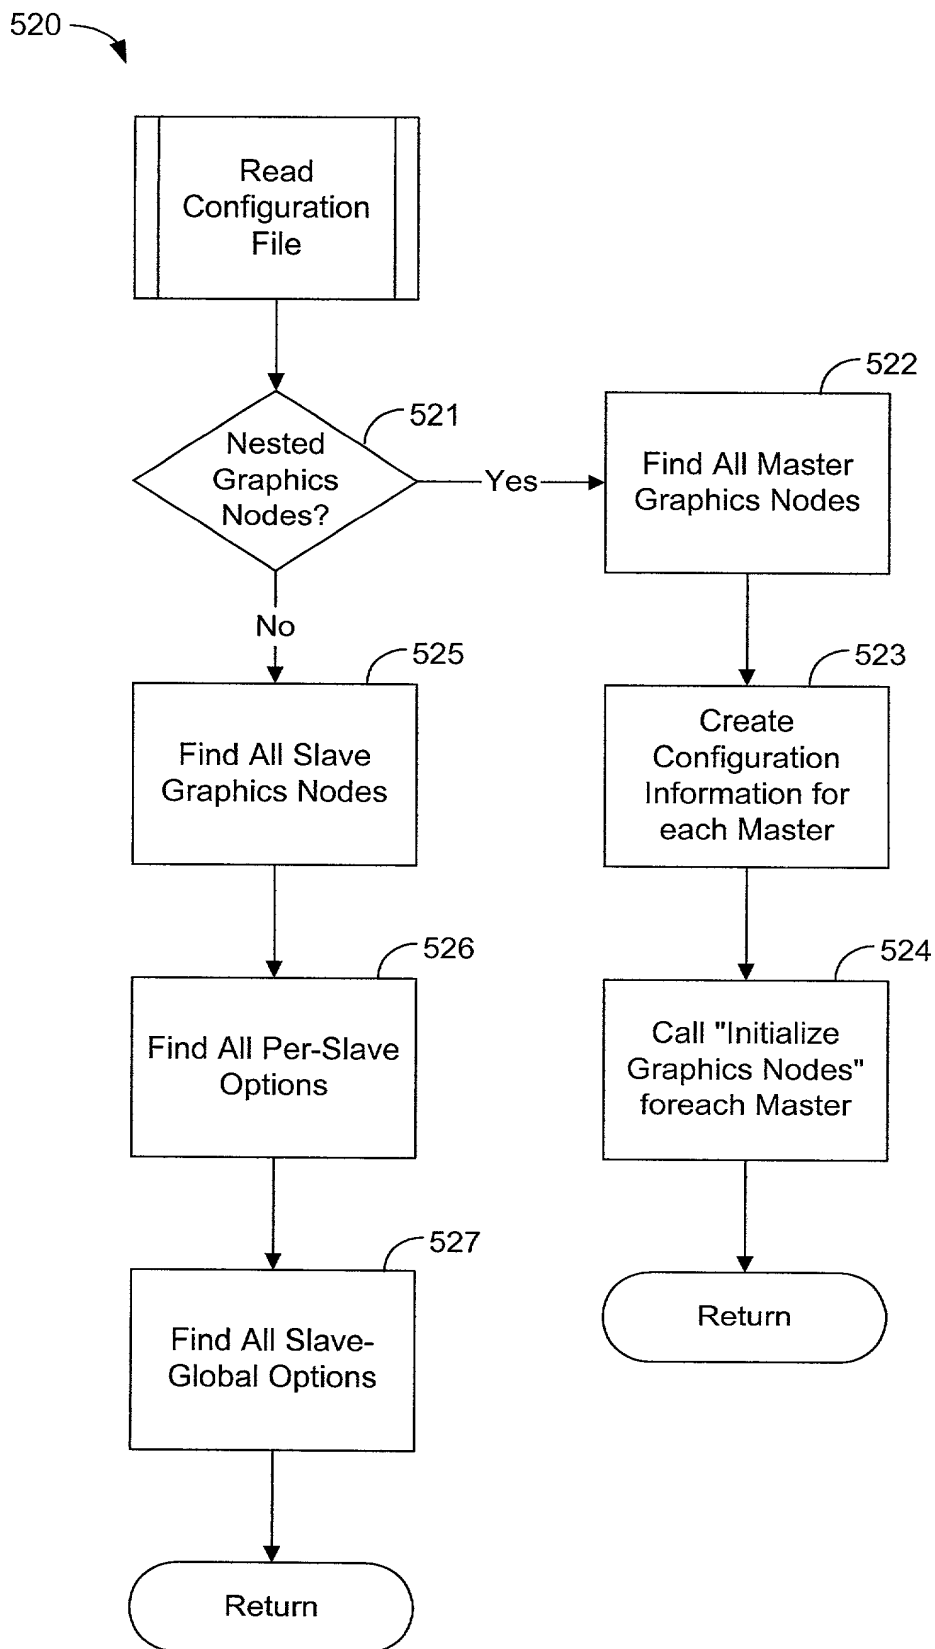 520
Read
Configuration
File
522
521
Nested
Graphics
Nodes?
Yes
Find All Master
Graphics Nodes
No
525
523
Find All Slave
Graphics Nodes
Create
Configuration
Information for
each Master
526
524
Find All Per-Slave
Options
Call "Initialize
Graphics Nodes"
foreach Master
527
Find All Slave-
Global Options
Return
Return